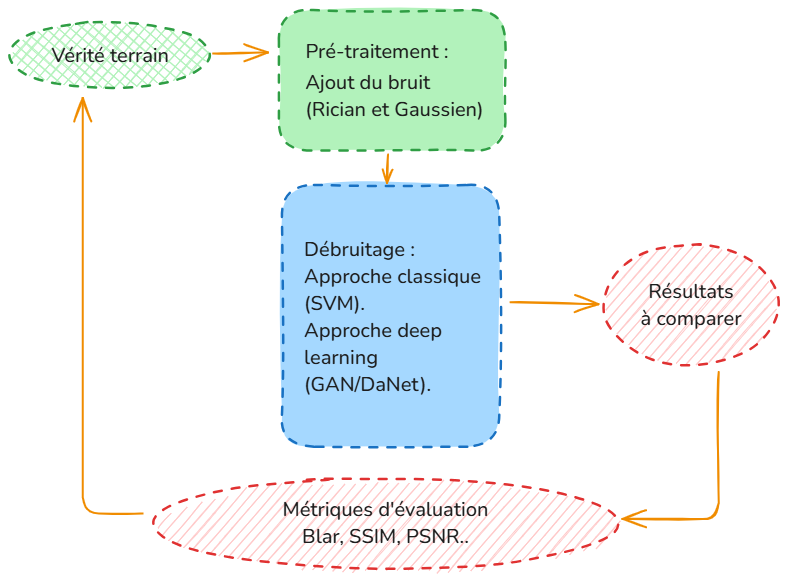 Vérité terrain
Pré-traitement :
Ajout du bruit
(Rician et Gaussien)
Débruitage :
Approche classique
(SVM).
Approche deep
learning
(GAN/DaNet).
Résultats
à comparer
Métriques d'évaluation
Blar, SSIM, PSNR..